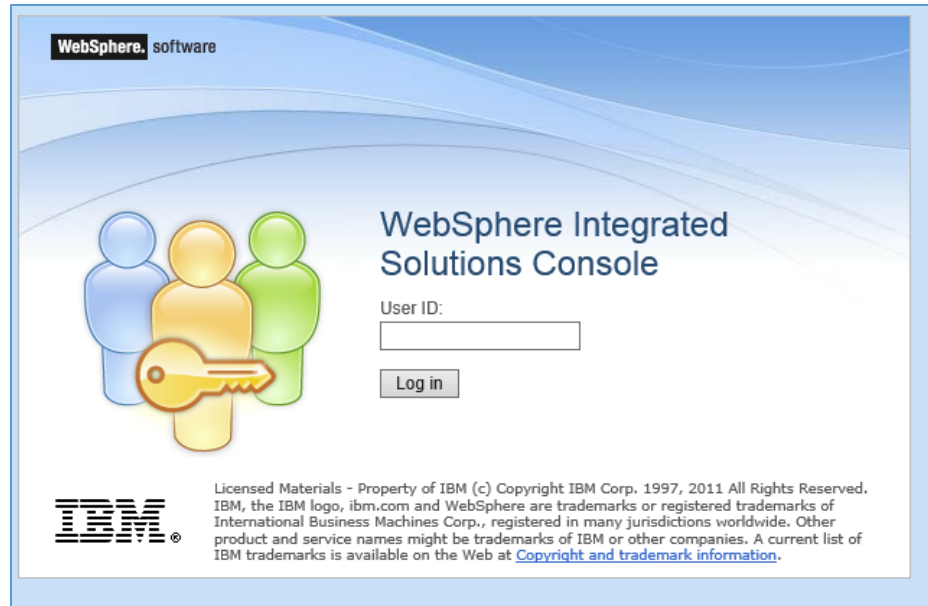 WebSphere. software
WebSphere Integrated
Solutions Console
User ID:
Log in
Licensed Materials - Property of IBM (c) Copyright IBM Corp. 1997, 2011 All Rights Reserved.
IBM, the IBM logo, ibm.com and WebSphere are trademarks or registered trademarks of
International Business Machines Corp., registered in many jurisdictions worldwide. Other
product and service names might be trademarks of IBM or other companies. A current list of
IBM trademarks is available on the Web at Copyright and trademark information.
IBM®